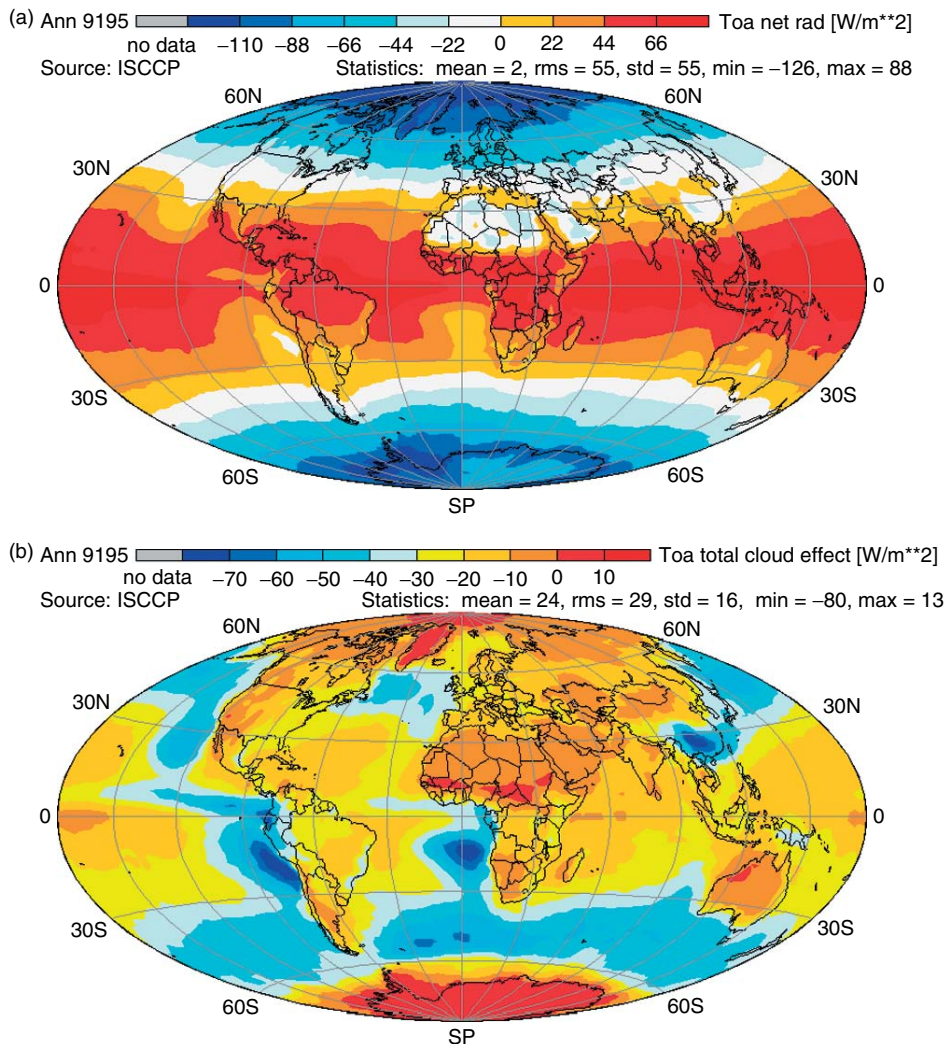 (a) Ann 9195 Toa net rad [W/m**2]
no data −110 −88 −66 −44 −22 0 22 44 66
Source: ISCCP Statistics: mean = 2, rms = 55, std = 55, min = −126, max = 88
60N 60N
30N 30N
0 0
30S 30S
60S 60S
SP
(b) Ann 9195 Toa total cloud effect [W/m**2]
no data −70 −60 −50 −40 −30 −20 −10 0 10
Source: ISCCP Statistics: mean = 24, rms = 29, std = 16, min = −80, max = 13
60N 60N
30N 30N
0 0
30S 30S
60S 60S
SP